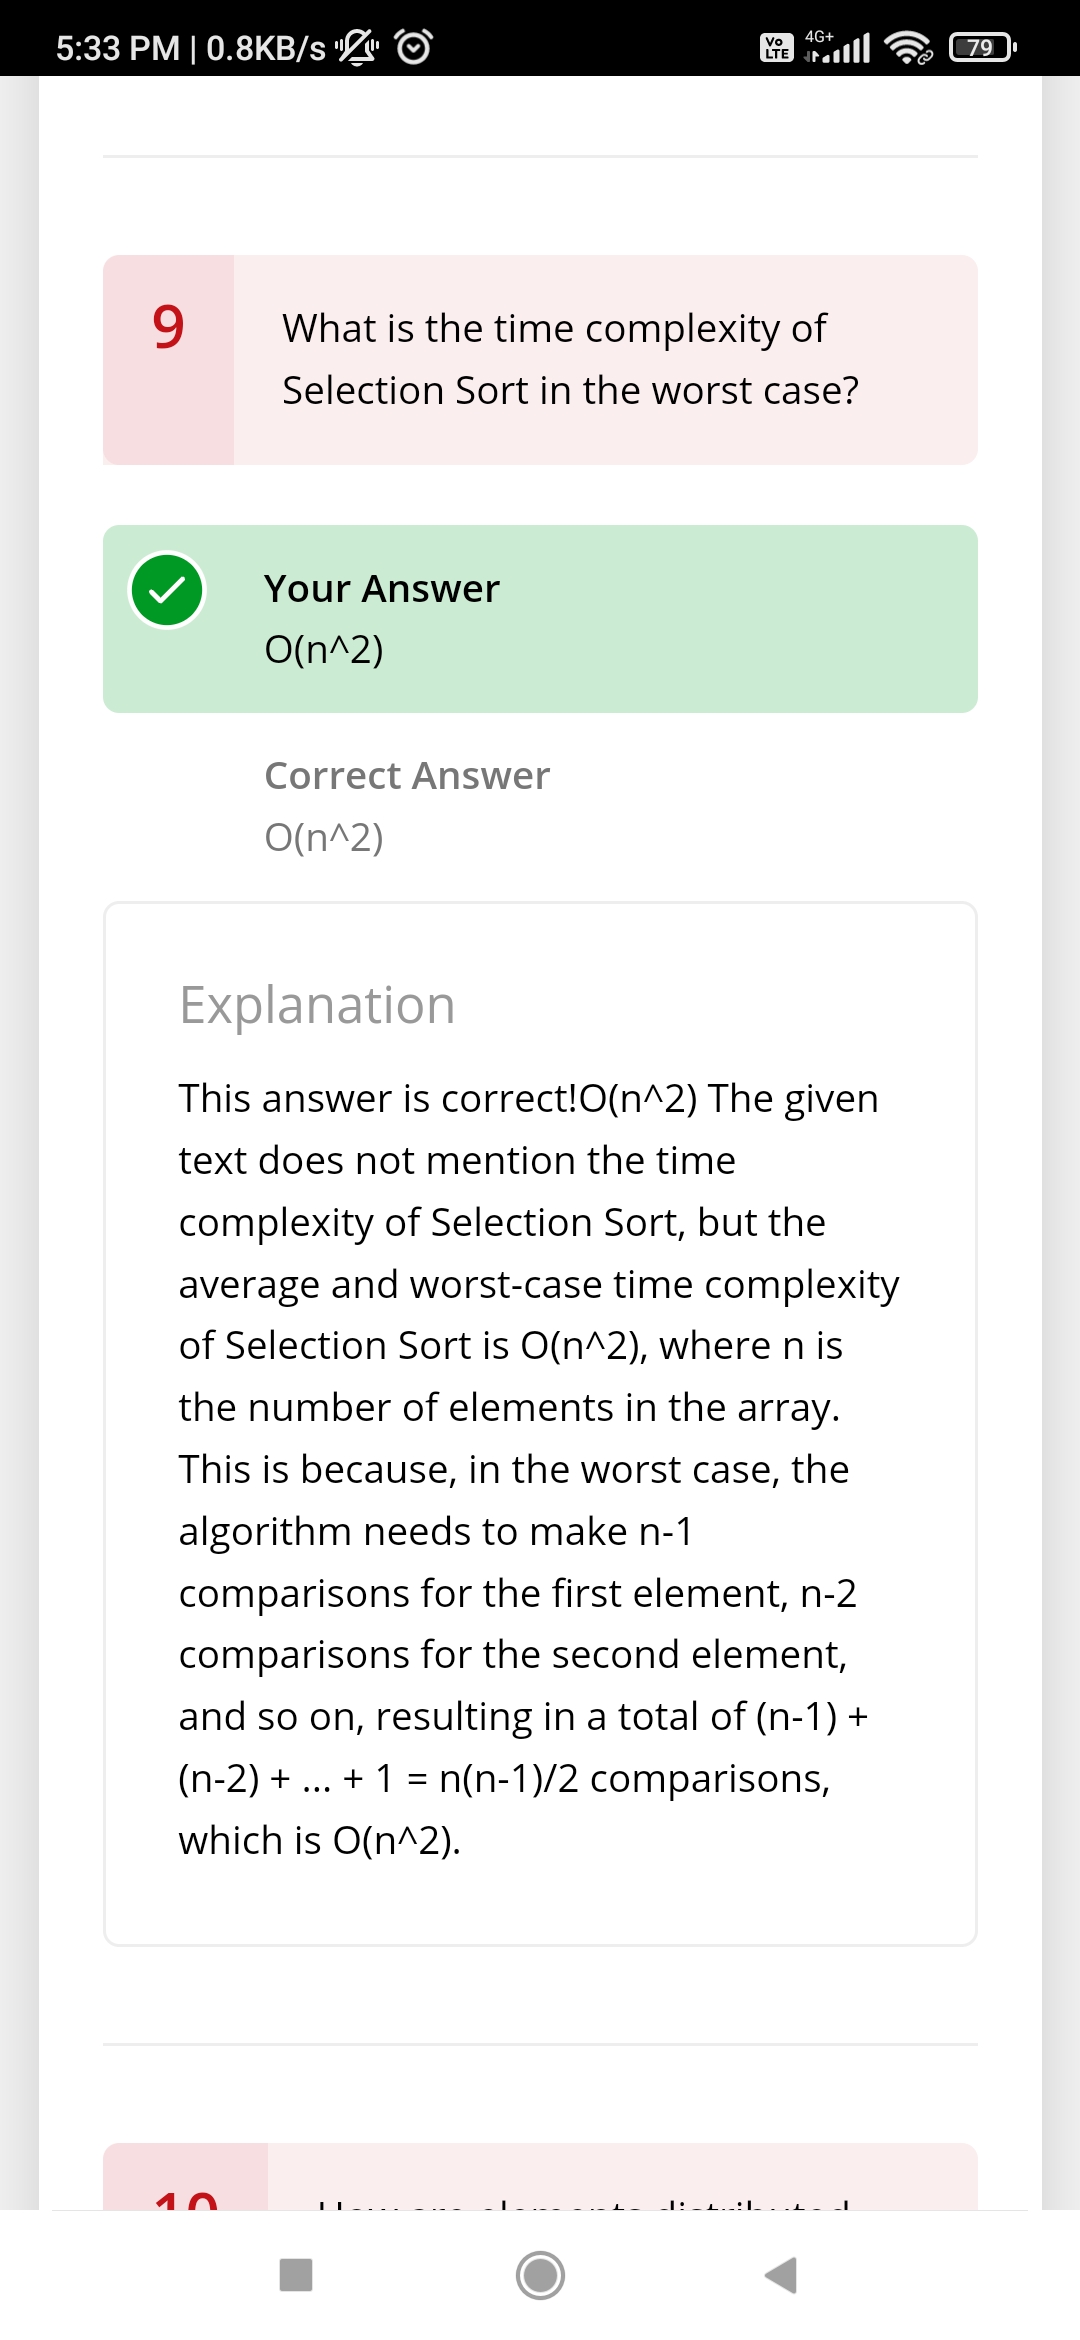 5:33 PM | 0.8KB/s
Vo LTE 4G+ 79
9
What is the time complexity of
Selection Sort in the worst case?
Your Answer
O(n^2)
Correct Answer
O(n^2)
Explanation
This answer is correct!O(n^2) The given
text does not mention the time
complexity of Selection Sort, but the
average and worst-case time complexity
of Selection Sort is O(n^2), where n is
the number of elements in the array.
This is because, in the worst case, the
algorithm needs to make n-1
comparisons for the first element, n-2
comparisons for the second element,
and so on, resulting in a total of (n-1) +
(n-2) + ... + 1 = n(n-1)/2 comparisons,
which is O(n^2).
10
How are elements distributed